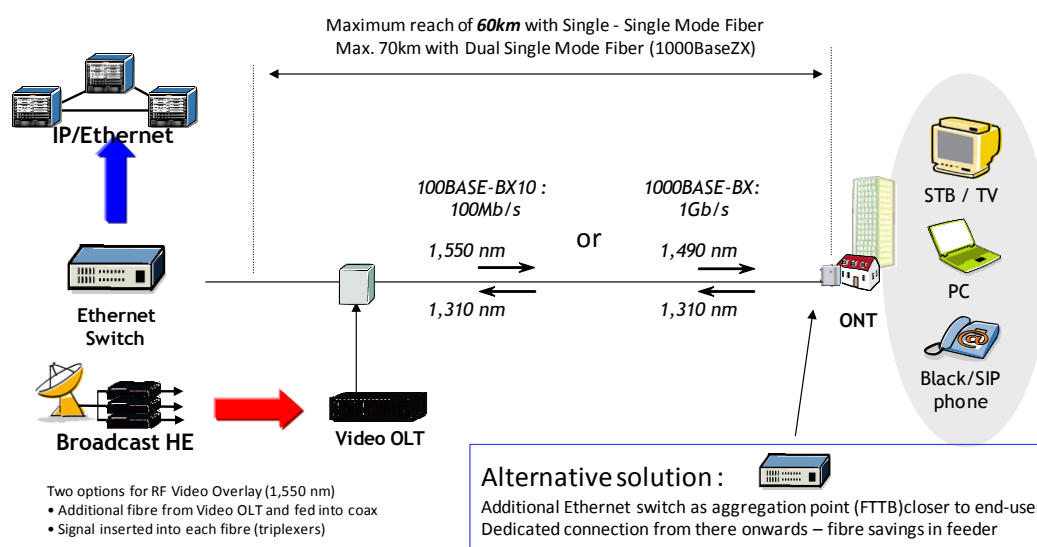 Maximum reach of 60km with Single - Single Mode Fiber
Max. 70km with Dual Single Mode Fiber (1000BaseZX)
IP/Ethernet
100BASE-BX10 :
100Mb/s
1000BASE-BX:
1Gb/s
or
1,550 nm
1,490 nm
1,310 nm
1,310 nm
STB / TV
PC
Black/SIP
phone
ONT
Ethernet
Switch
Broadcast HE
Video OLT
Two options for RF Video Overlay (1,550 nm)
• Additional fibre from Video OLT and fed into coax
• Signal inserted into each fibre (triplexers)
Alternative solution :
Additional Ethernet switch as aggregation point (FTTB)closer to end-user
Dedicated connection from there onwards – fibre savings in feeder